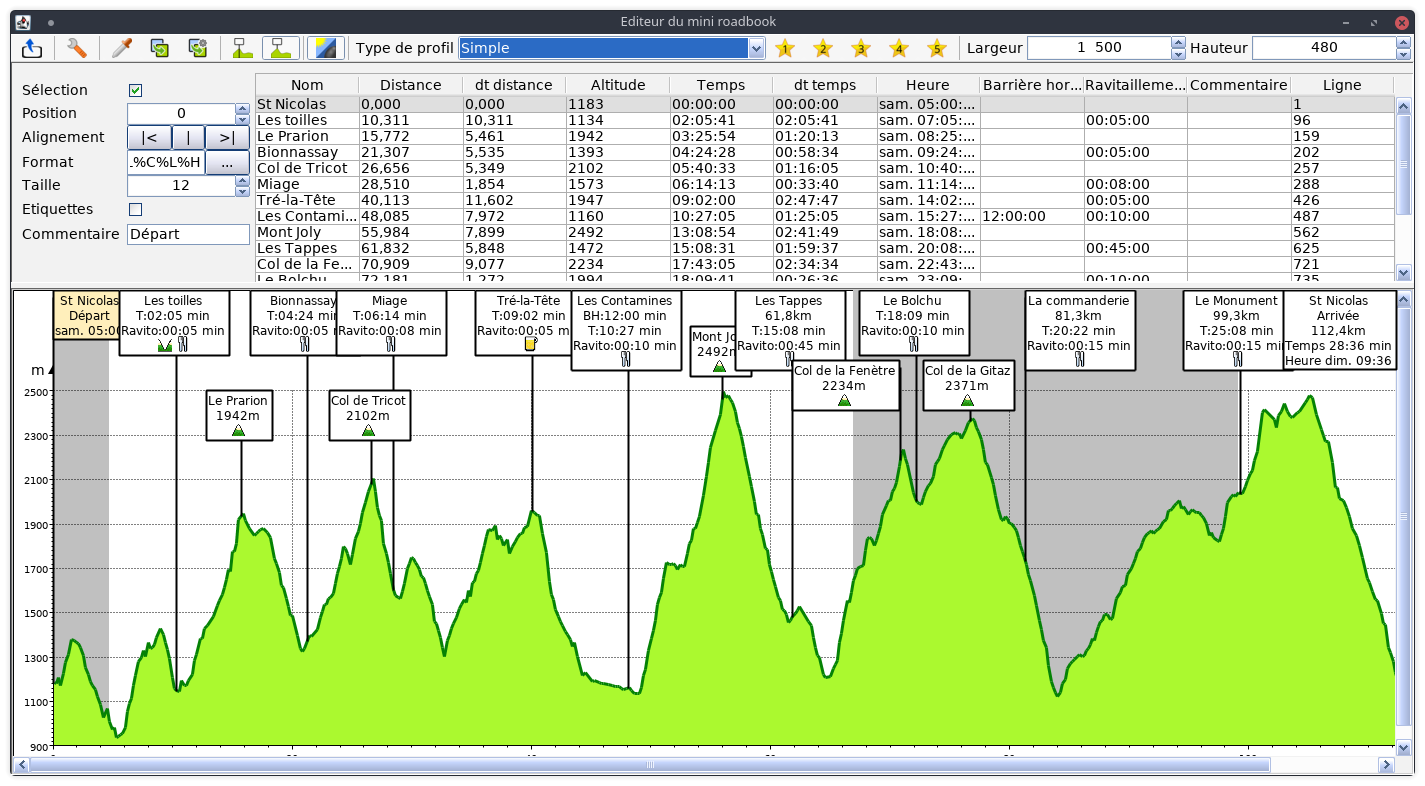 Editeur du mini roadbook
Type de profil Simple 1 2 3 4 5 Largeur 1 500 Hauteur 480
Sélection
Position 0
Alignement |< | >|
Format .%C%L%H ...
Taille 12
Etiquettes
Commentaire Départ
Nom Distance dt distance Altitude Temps dt temps Heure Barrière hor... Ravitailleme... Commentaire Ligne
St Nicolas 0,000 0,000 1183 00:00:00 00:00:00 sam. 05:00:... 1
Les toilles 10,311 10,311 1134 02:05:41 02:05:41 sam. 07:05:... 00:05:00 96
Le Prarion 15,772 5,461 1942 03:25:54 01:20:13 sam. 08:25:... 159
Bionnassay 21,307 5,535 1393 04:24:28 00:58:34 sam. 09:24:... 00:05:00 202
Col de Tricot 26,656 5,349 2102 05:40:33 01:16:05 sam. 10:40:... 257
Miage 28,510 1,854 1573 06:14:13 00:33:40 sam. 11:14:... 00:08:00 288
Tré-la-Tête 40,113 11,602 1947 09:02:00 02:47:47 sam. 14:02:... 00:05:00 426
Les Contami... 48,085 7,972 1160 10:27:05 01:25:05 sam. 15:27:... 12:00:00 00:10:00 487
Mont Joly 55,984 7,899 2492 13:08:54 02:41:49 sam. 18:08:... 562
Les Tappes 61,832 5,848 1472 15:08:31 01:59:37 sam. 20:08:... 00:45:00 625
Col de la Fe... 70,909 9,077 2234 17:43:05 02:34:34 sam. 22:43:... 721
Le Bolchu 72,181 1,272 1994 18:09:41 00:26:36 sam. 23:09:... 00:10:00 735
St Nicolas
Départ
sam. 05:00
Les toilles
T:02:05 min
Ravito:00:05 min
Bionnassay
T:04:24 min
Ravito:00:05
Miage
T:06:14 min
Ravito:00:08 min
Tré-la-Tête
T:09:02 min
Ravito:00:05 m
Les Contamines
BH:12:00 min
T:10:27 min
Ravito:00:10 min
Mont Jo
2492m
Les Tappes
61,8km
T:15:08 min
Ravito:00:45 min
Le Bolchu
T:18:09 min
Ravito:00:10 min
La commanderie
81,3km
T:20:22 min
Ravito:00:15 min
Le Monument
99,3km
T:25:08 min
Ravito:00:15 min
St Nicolas
Arrivée
112,4km
Temps 28:36 min
Heure dim. 09:36
Le Prarion
1942m
Col de Tricot
2102m
Col de la Fenètre
2234m
Col de la Gitaz
2371m
m
2500
2300
2100
1900
1700
1500
1300
1100
900